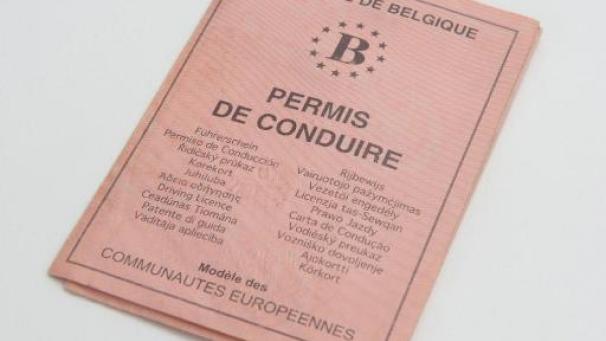 DE BELGIQUE
B
PERMIS
DE CONDUIRE
Führerschein
Permiso de Conducción
Řidičský průkaz
Korekort
Juhiluba
Άδεια οδήγησης
Driving Licence
Ceadúnas Tiomána
Patente di guida
Vadītāja apliecība
Rijbewijs
Vairuotojo pažymėjimas
Vezetői engedély
Liċenzja tas-Sewqan
Prawo Jazdy
Carta de Condução
Vodičský preukaz
Vozniško dovoljenje
Ajokortti
Körkort
Modèle des
COMMUNAUTES EUROPEENNES